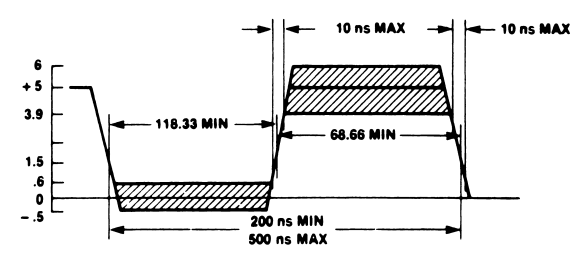 10 ns MAX
10 ns MAX
6
+ 5
3.9
1.5
.6
0
− .5
118.33 MIN
68.66 MIN
200 ns MIN
500 ns MAX